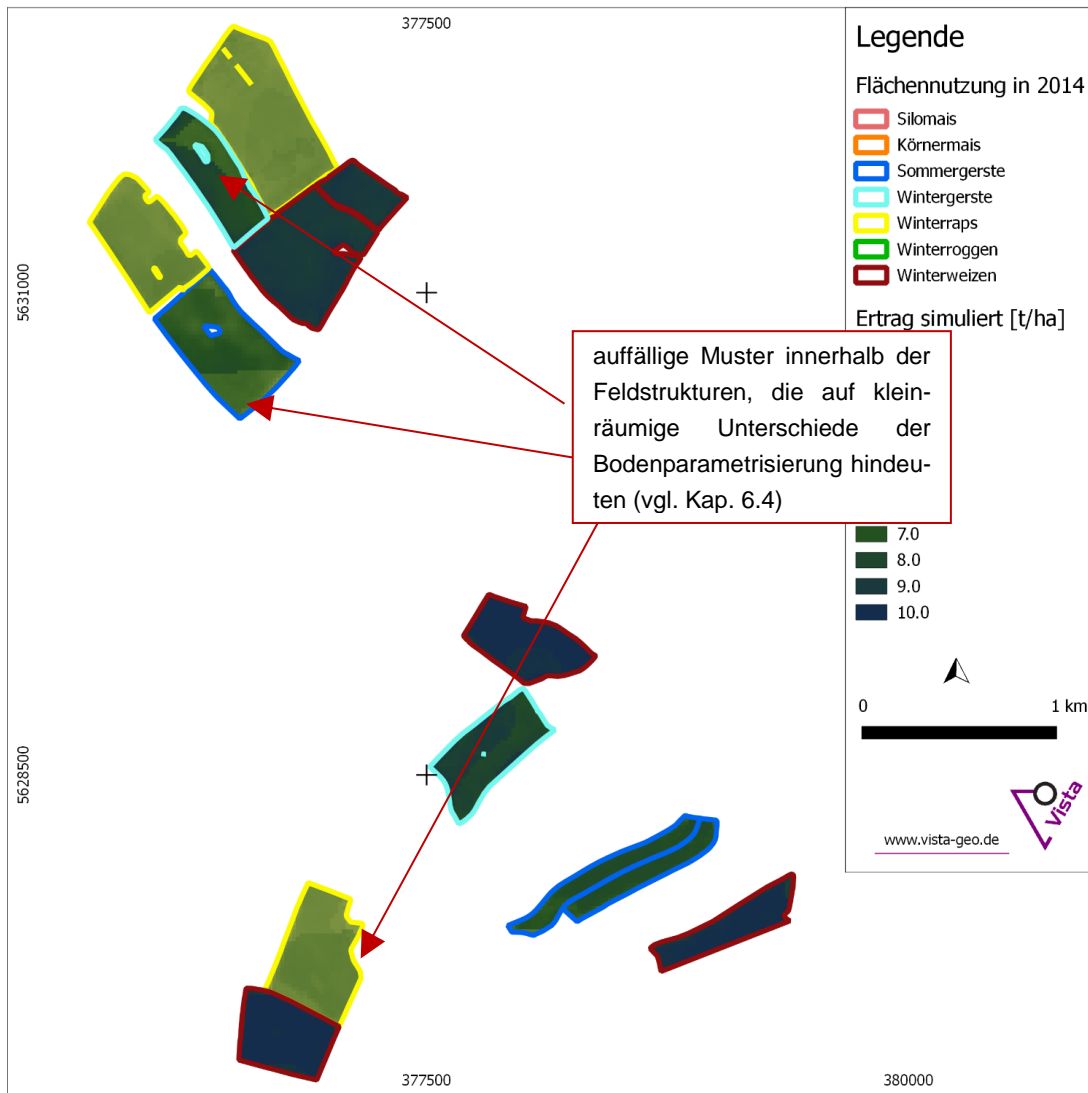 377500
Legende
Flächennutzung in 2014
Silomais
Körnermais
Sommergerste
Wintergerste
Winterraps
Winterroggen
Winterweizen
5631000
Ertrag simuliert [t/ha]
auffällige Muster innerhalb der
Feldstrukturen, die auf klein-
räumige Unterschiede der
Bodenparametrisierung hindeu-
ten (vgl. Kap. 6.4)
7.0
8.0
9.0
10.0
0 1 km
5628500
Vista
www.vista-geo.de
377500
380000